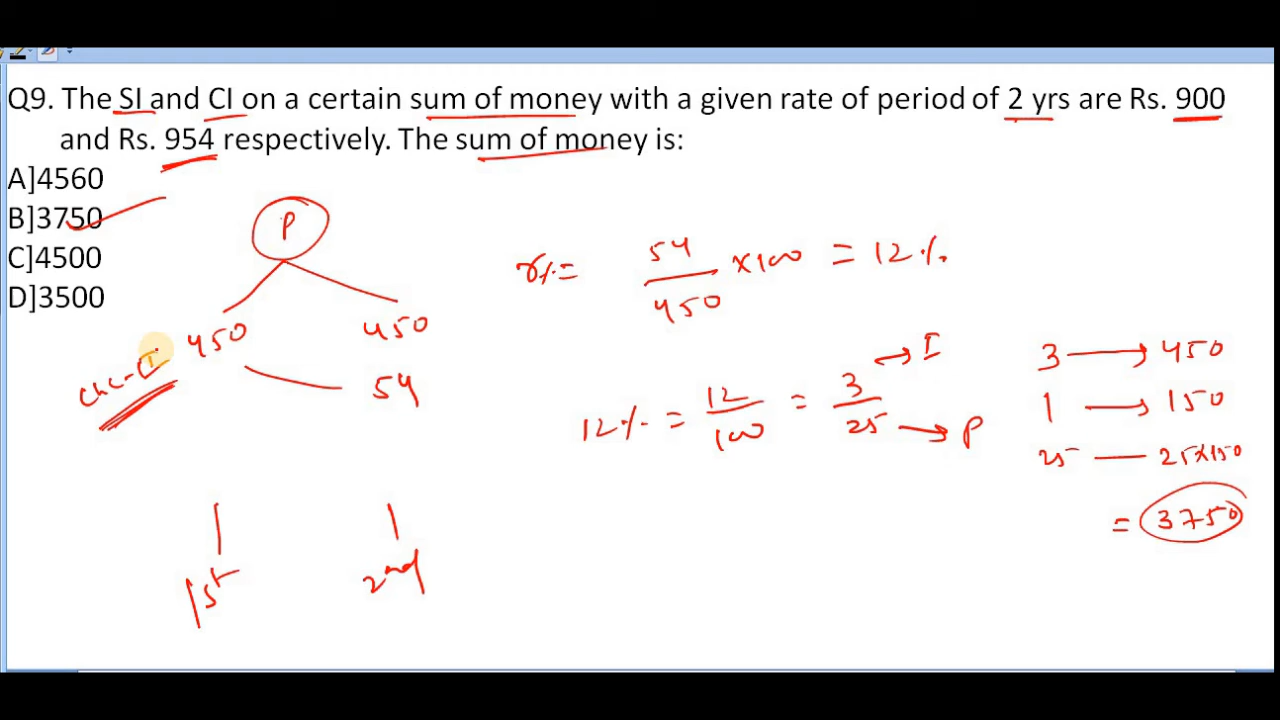 Q9. The SI and CI on a certain sum of money with a given rate of period of 2 yrs are Rs. 900
and Rs. 954 respectively. The sum of money is:
A]4560
B]3750
C]4500
D]3500
P
450 450
54
r%= 54/450 ×100 = 12%
12% = 12/100 = 3/25
→ I
→ P
3 → 450
1 → 150
25 — 25×150
= 3750
1st 2nd